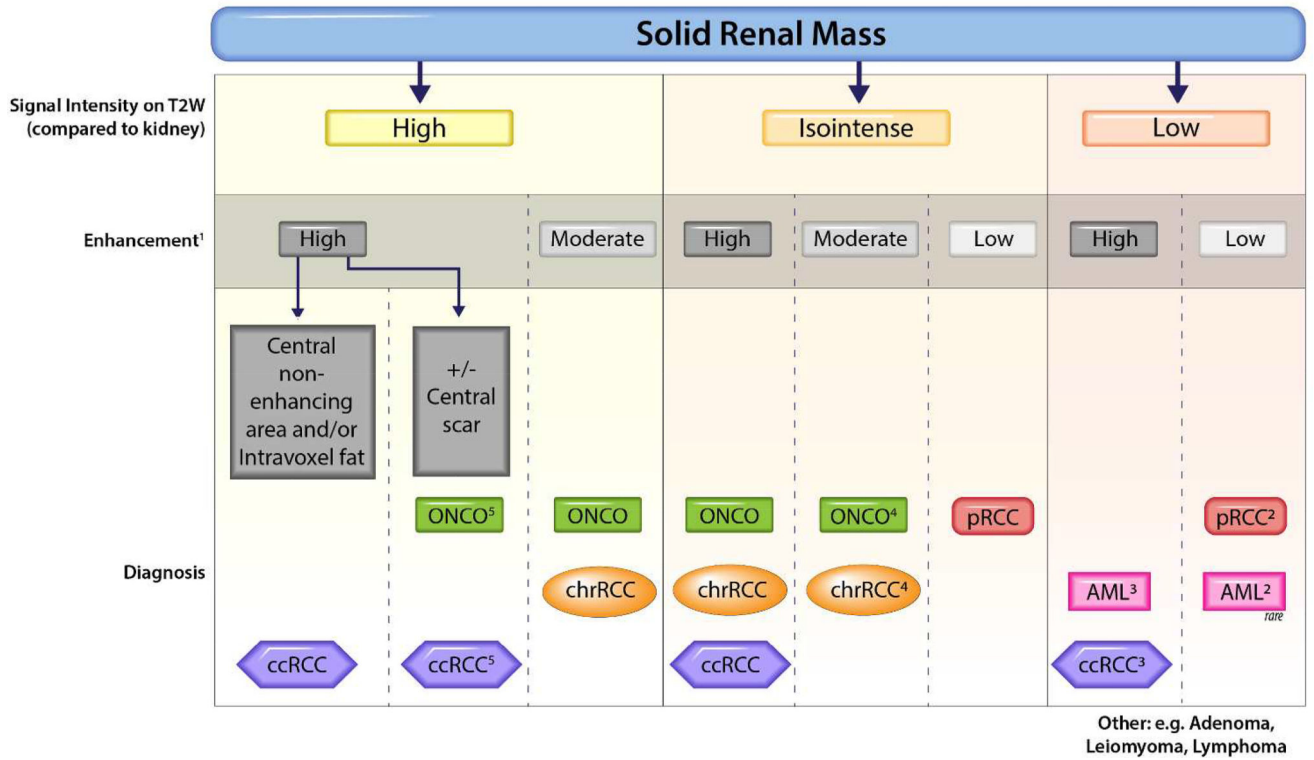 Solid Renal Mass
Signal Intensity on T2W
(compared to kidney)
High
Isointense
Low
Enhancement¹
High
Moderate
High
Moderate
Low
High
Low
Central
non-
enhancing
area and/or
Intravoxel fat
+/-
Central
scar
ONCO⁵
ONCO
ONCO
ONCO⁴
pRCC
pRCC²
Diagnosis
chrRCC
chrRCC
chrRCC⁴
AML³
AML²
rare
ccRCC
ccRCC⁵
ccRCC
ccRCC³
Other: e.g. Adenoma,
Leiomyoma, Lymphoma